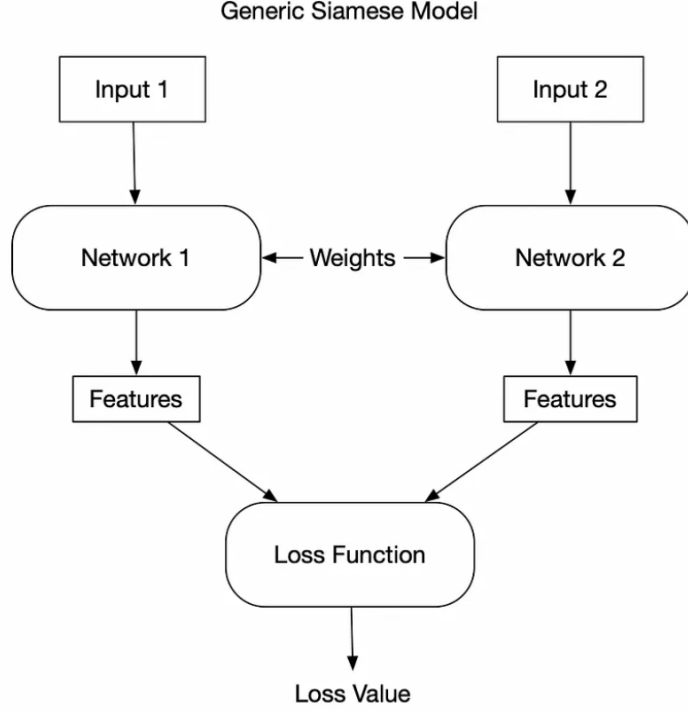 Generic Siamese Model
Input 1
Input 2
Network 1
Weights
Network 2
Features
Features
Loss Function
Loss Value